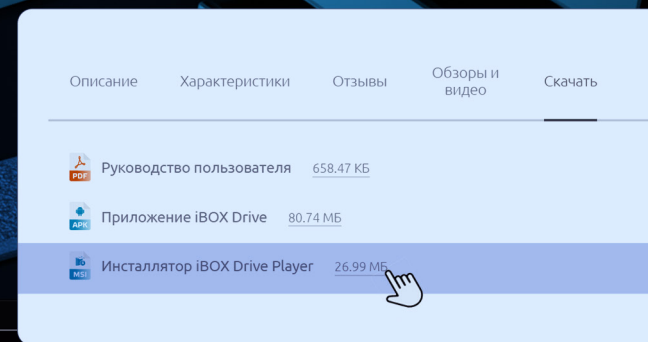 Описание Характеристики Отзывы Обзоры и видео Скачать
PDF Руководство пользователя 658.47 КБ
APK Приложение iBOX Drive 80.74 МБ
MSI Инсталлятор iBOX Drive Player 26.99 МБ